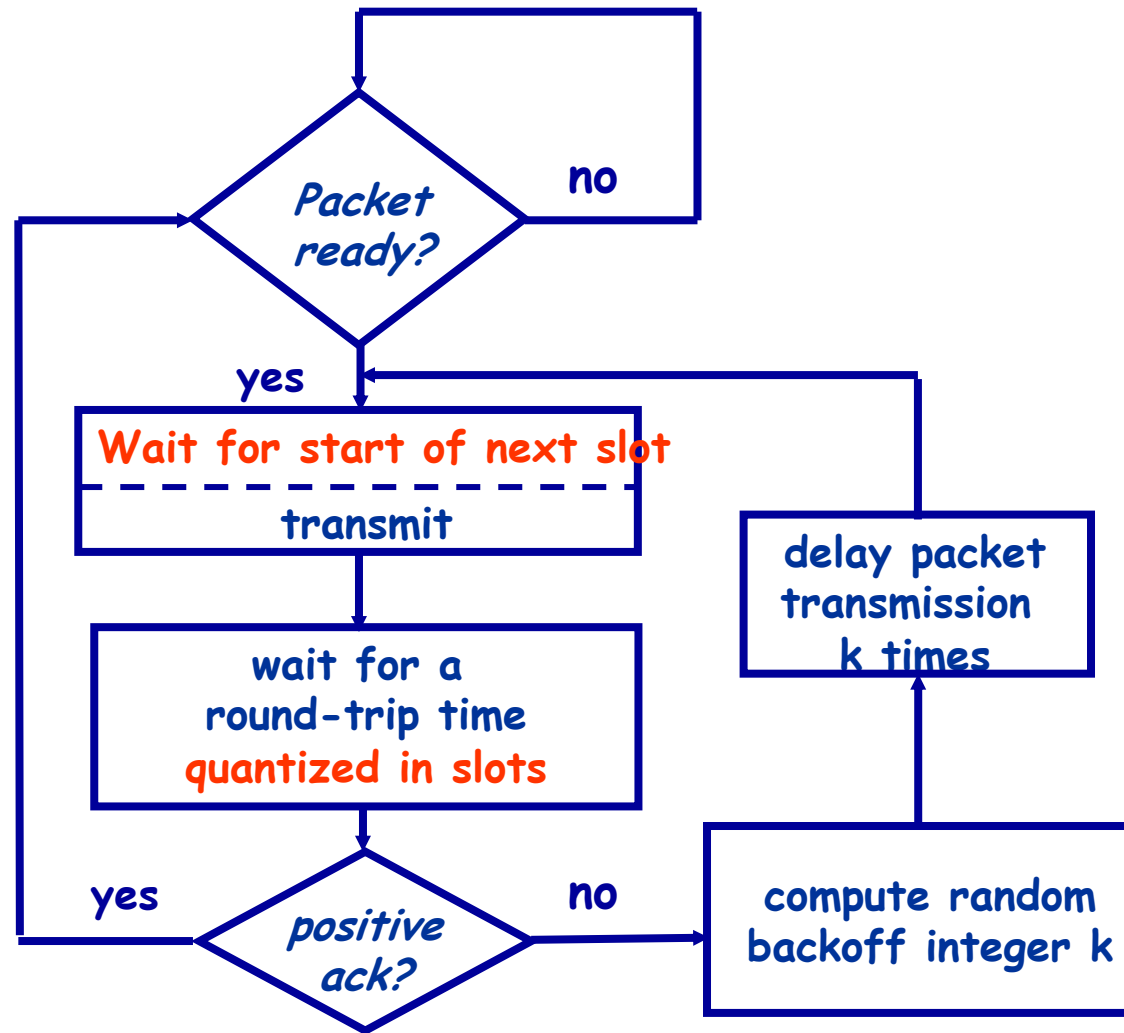 no
Packet
ready?
yes
Wait for start of next slot
transmit
delay packet
transmission
k times
wait for a
round-trip time
quantized in slots
yes
no
positive
ack?
compute random
backoff integer k